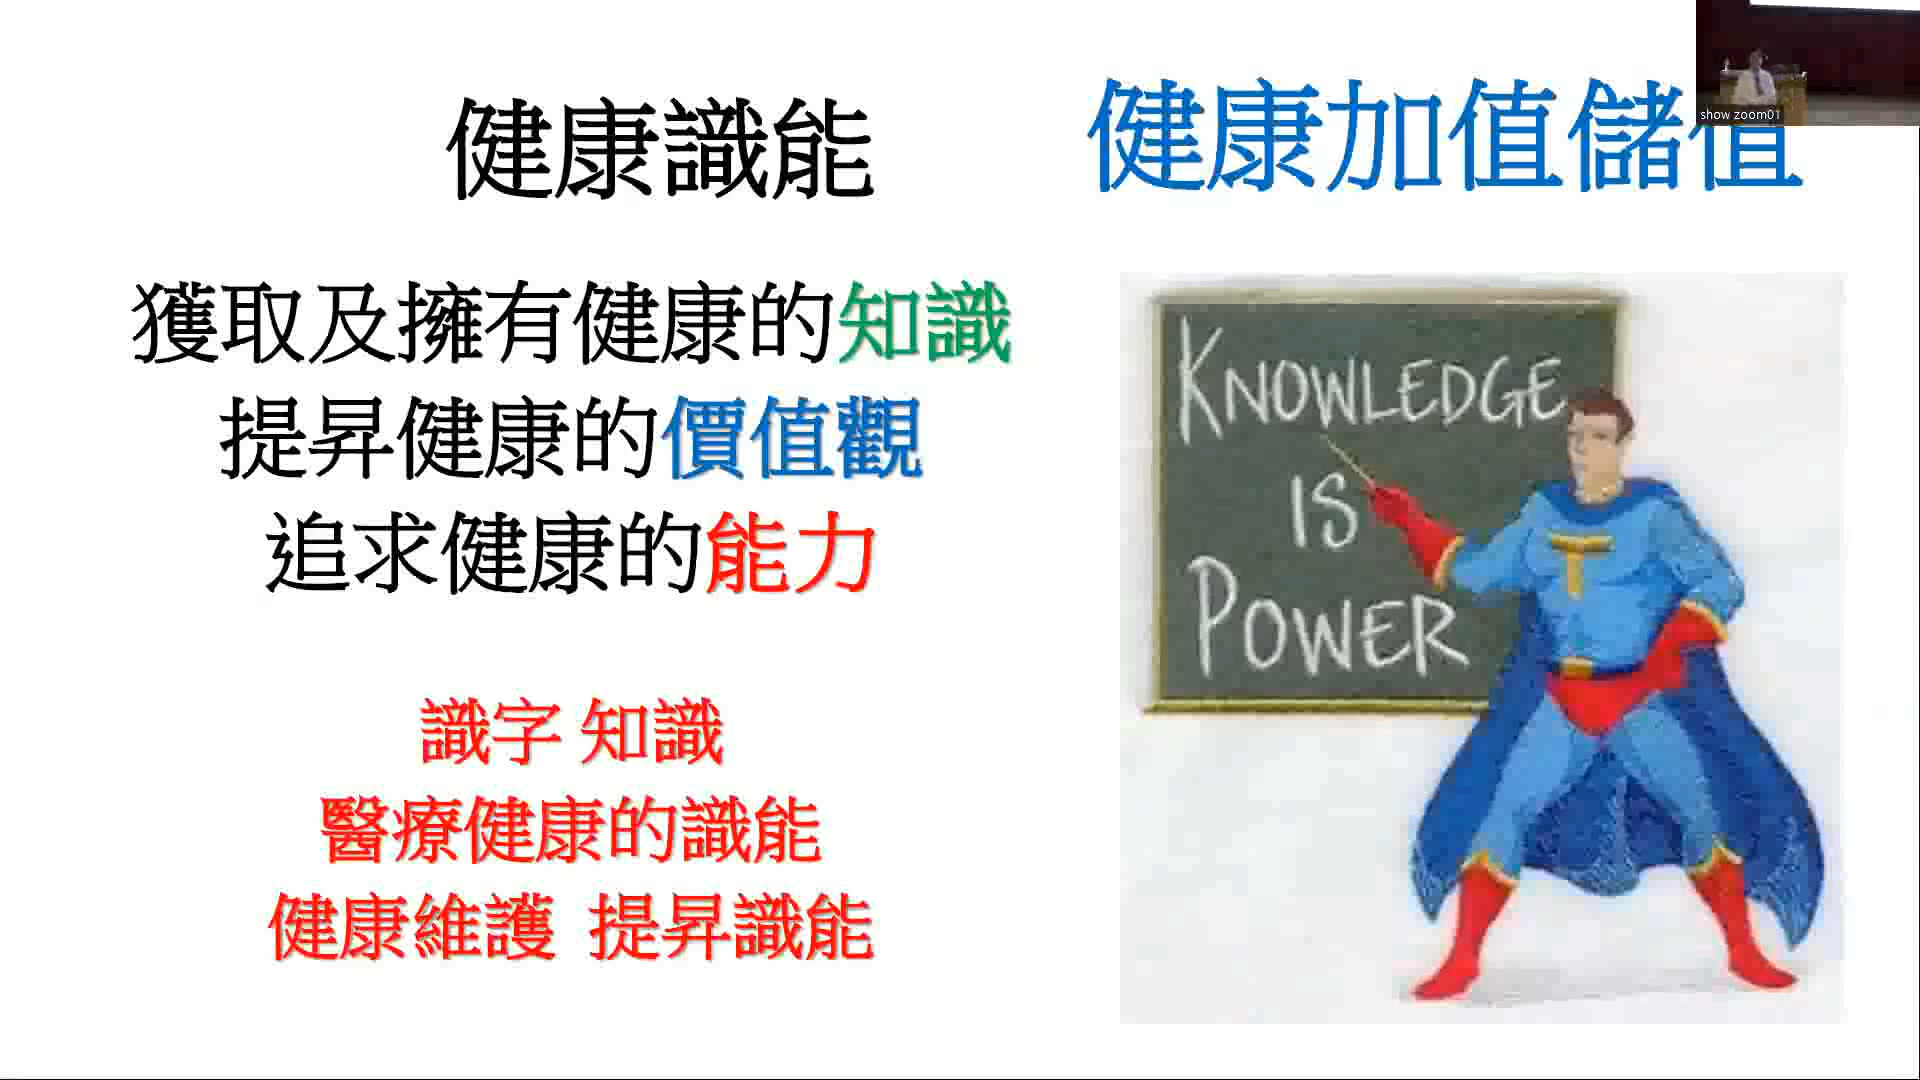 健康識能
健康加值儲值
獲取及擁有健康的知識
提昇健康的價值觀
追求健康的能力
識字 知識
醫療健康的識能
健康維護 提昇識能
KNOWLEDGE
IS
POWER
T
show zoom01